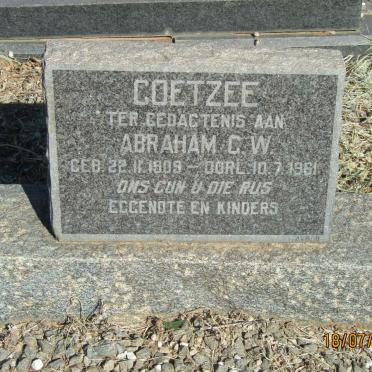 COETZEE
TER GEDAGTENIS AAN
ABRAHAM C. W.
GEB. 22.11.1909 - OORL. 10.7.1961
ONS GUN U DIE RUS
EGGENOTE EN KINDERS
18/07/